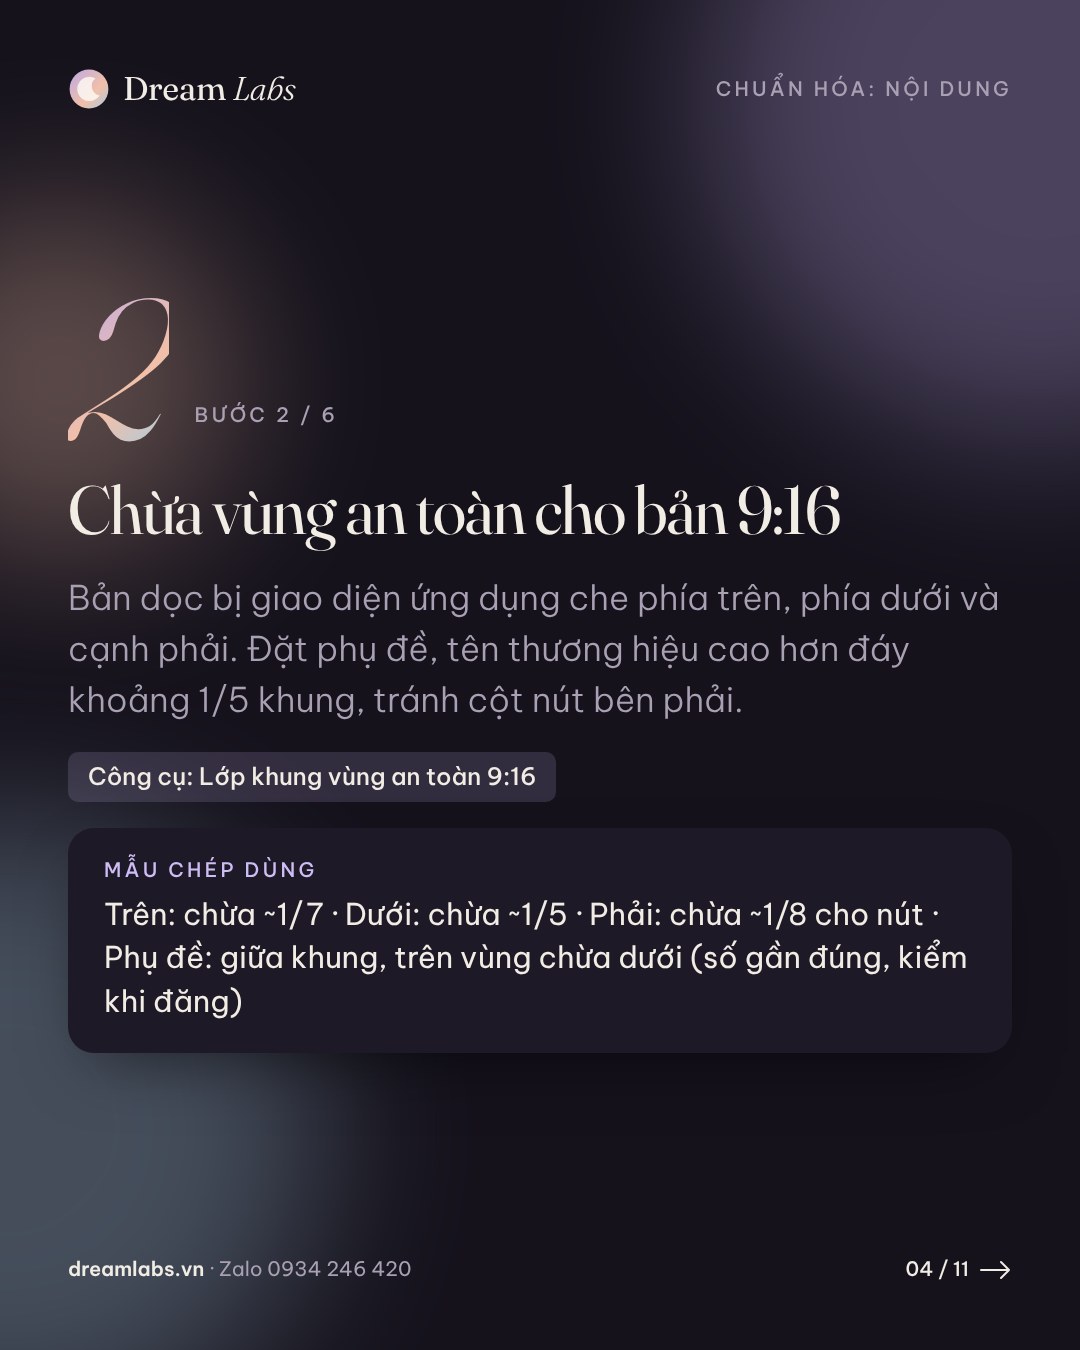 Dream Labs
CHUẨN HÓA: NỘI DUNG
2
BƯỚC 2 / 6
Chừa vùng an toàn cho bản 9:16
Bản dọc bị giao diện ứng dụng che phía trên, phía dưới và
cạnh phải. Đặt phụ đề, tên thương hiệu cao hơn đáy
khoảng 1/5 khung, tránh cột nút bên phải.
Công cụ: Lớp khung vùng an toàn 9:16
MẪU CHÉP DÙNG
Trên: chừa ~1/7 · Dưới: chừa ~1/5 · Phải: chừa ~1/8 cho nút ·
Phụ đề: giữa khung, trên vùng chừa dưới (số gần đúng, kiểm
khi đăng)
dreamlabs.vn · Zalo 0934 246 420
04 / 11 →